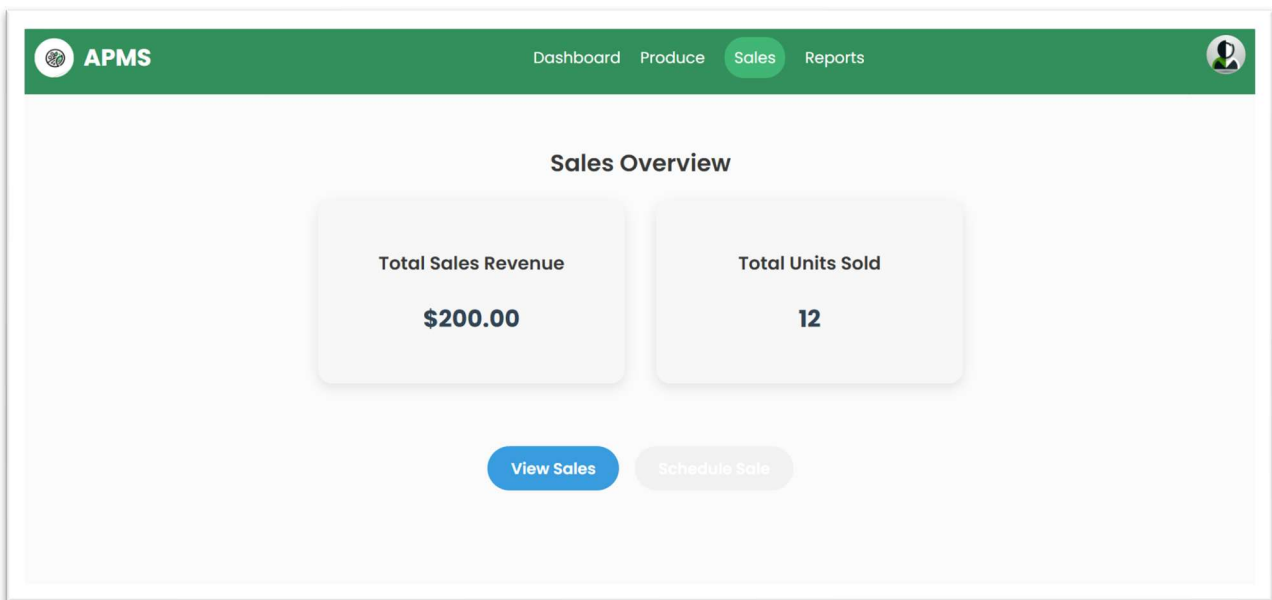 APMS
Dashboard Produce Sales Reports
Sales Overview
Total Sales Revenue
$200.00
Total Units Sold
12
View Sales
Schedule Sale